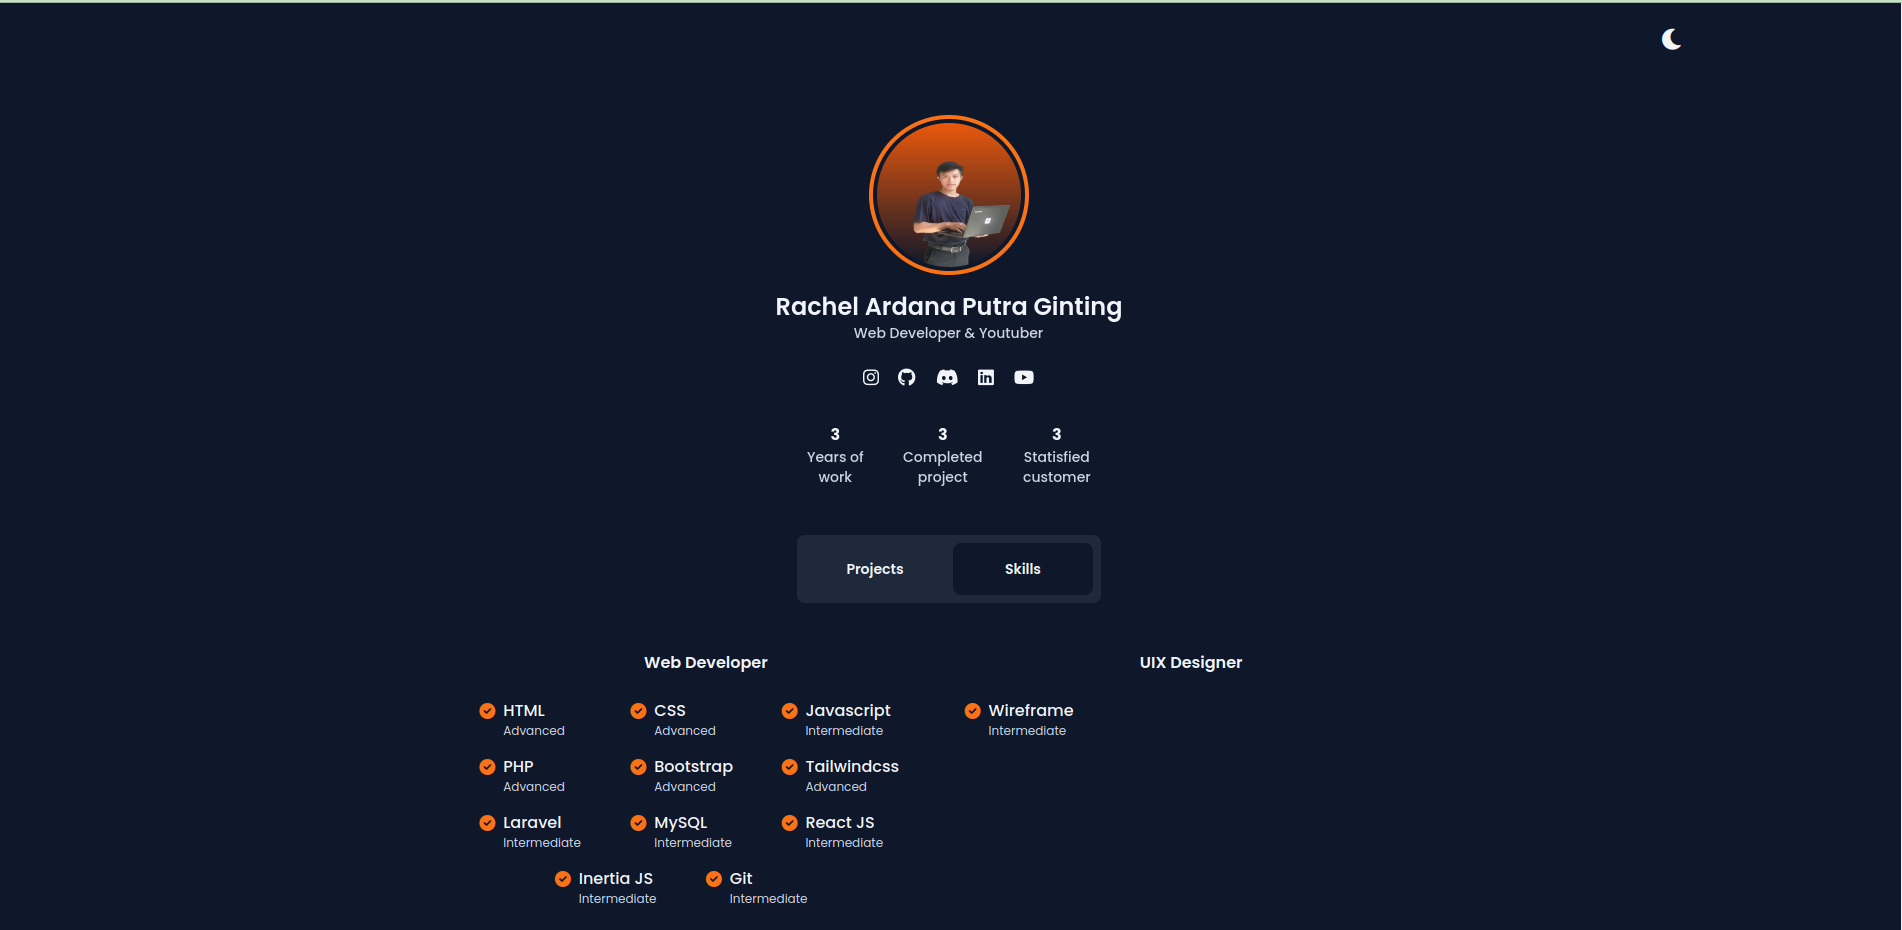 Rachel Ardana Putra Ginting
Web Developer & Youtuber
3
Years of
work
3
Completed
project
3
Statisfied
customer
Projects
Skills
Web Developer
HTML
Advanced
CSS
Advanced
Javascript
Intermediate
PHP
Advanced
Bootstrap
Advanced
Tailwindcss
Advanced
Laravel
Intermediate
MySQL
Intermediate
React JS
Intermediate
Inertia JS
Intermediate
Git
Intermediate
UIX Designer
Wireframe
Intermediate